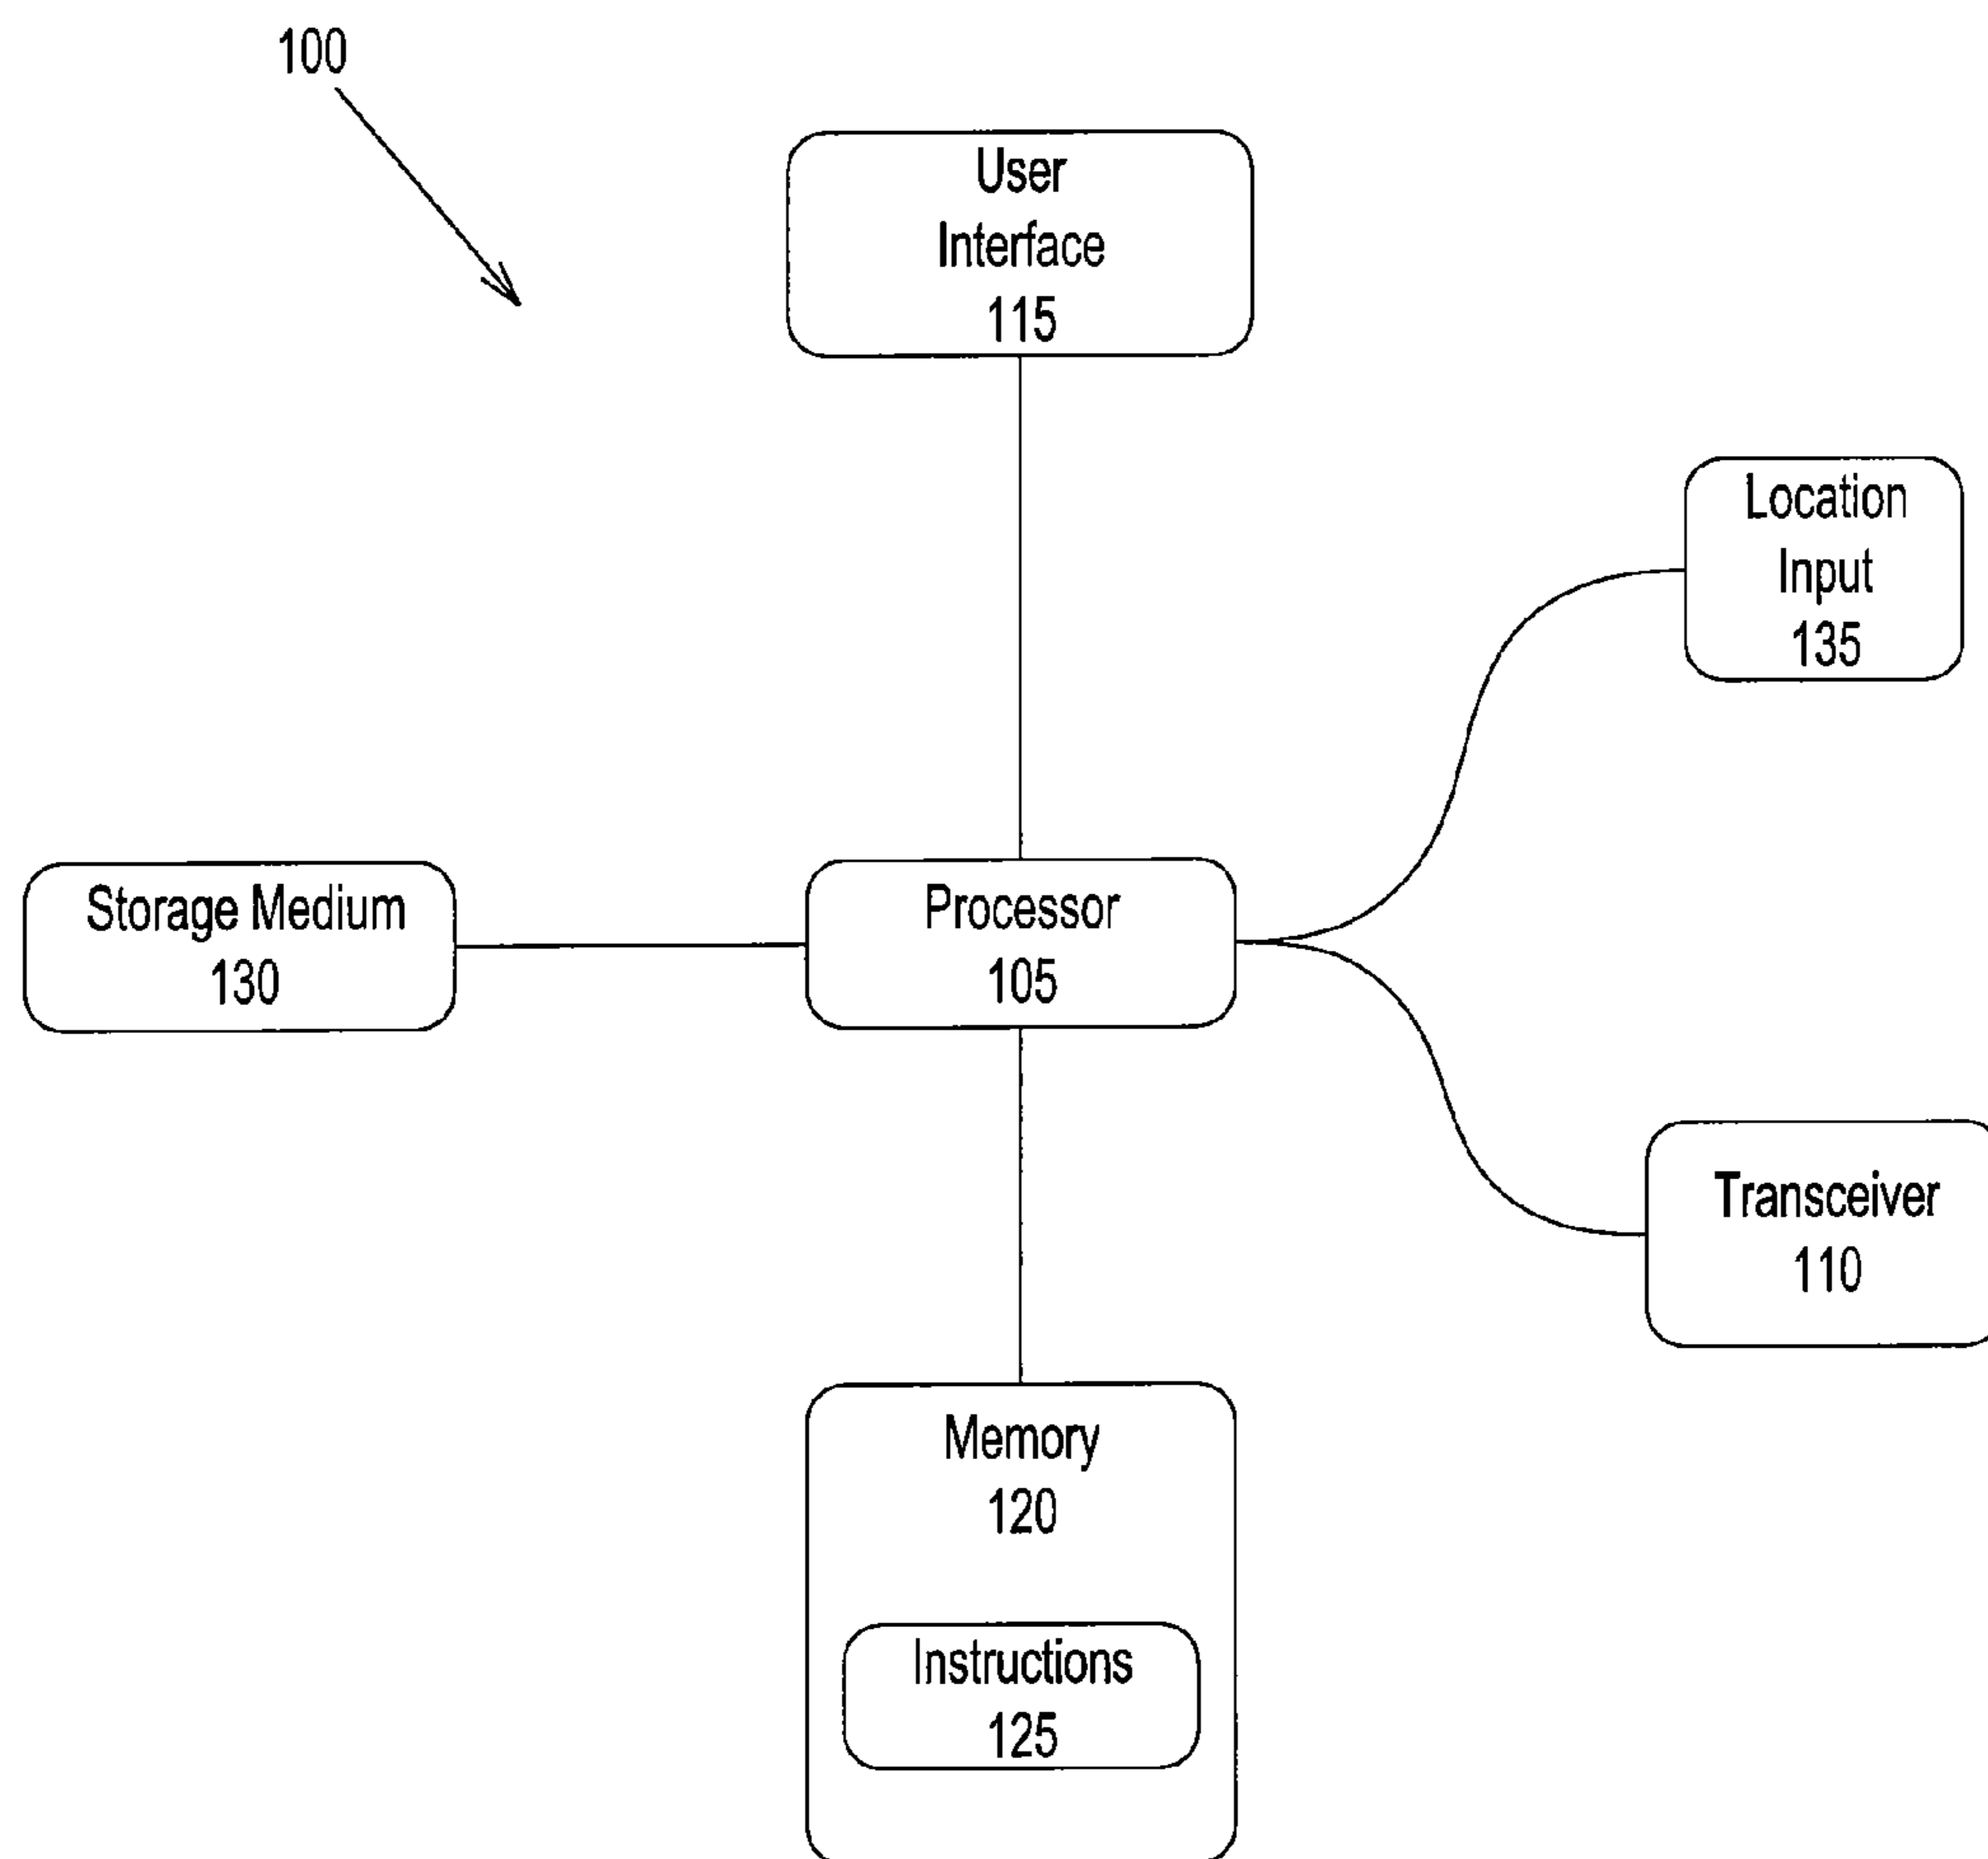 100
User
Interface
115
Location
Input
135
Storage Medium
130
Processor
105
Transceiver
110
Memory
120
Instructions
125